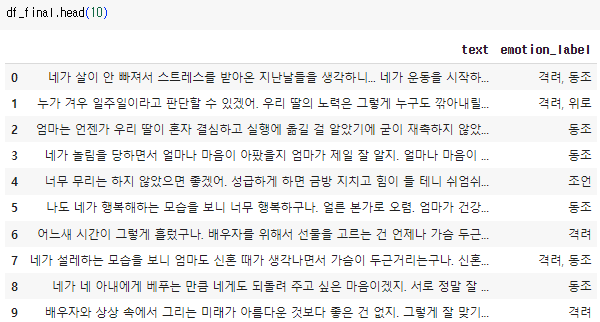 df_final.head(10)
text emotion_label
0 네가 살이 안 빠져서 스트레스를 받아온 지난날들을 생각하니... 네가 운동을 시작하... 격려, 동조
1 누가 겨우 일주일이라고 판단할 수 있겠어. 우리 딸의 노력은 그렇게 누구도 깎아내릴... 격려, 위로
2 엄마는 언젠가 우리 딸이 혼자 결심하고 실행에 옮길 걸 알았기에 굳이 재촉하지 않았... 동조
3 네가 놀림을 당하면서 얼마나 마음이 아팠을지 엄마가 제일 잘 알지. 얼마나 마음이 ... 동조
4 너무 무리는 하지 않았으면 좋겠어. 성급하게 하면 금방 지치고 힘이 들 테니 쉬엄쉬... 조언
5 나도 네가 행복해하는 모습을 보니 너무 행복하구나. 얼른 본가로 오렴. 엄마가 건강... 동조
6 어느새 시간이 그렇게 흘렀구나. 배우자를 위해서 선물을 고르는 건 언제나 가슴 두근... 격려
7 네가 설레하는 모습을 보니 엄마도 신혼 때가 생각나면서 가슴이 두근거리는구나. 신혼... 격려, 동조
8 네가 네 아내에게 베푸는 만큼 네게도 되돌려 주고 싶은 마음이겠지. 서로 정말 잘 ... 동조
9 배우자와 상상 속에서 그리는 미래가 아름다운 것보다 좋은 건 없지. 그렇게 잘 맞기... 격려